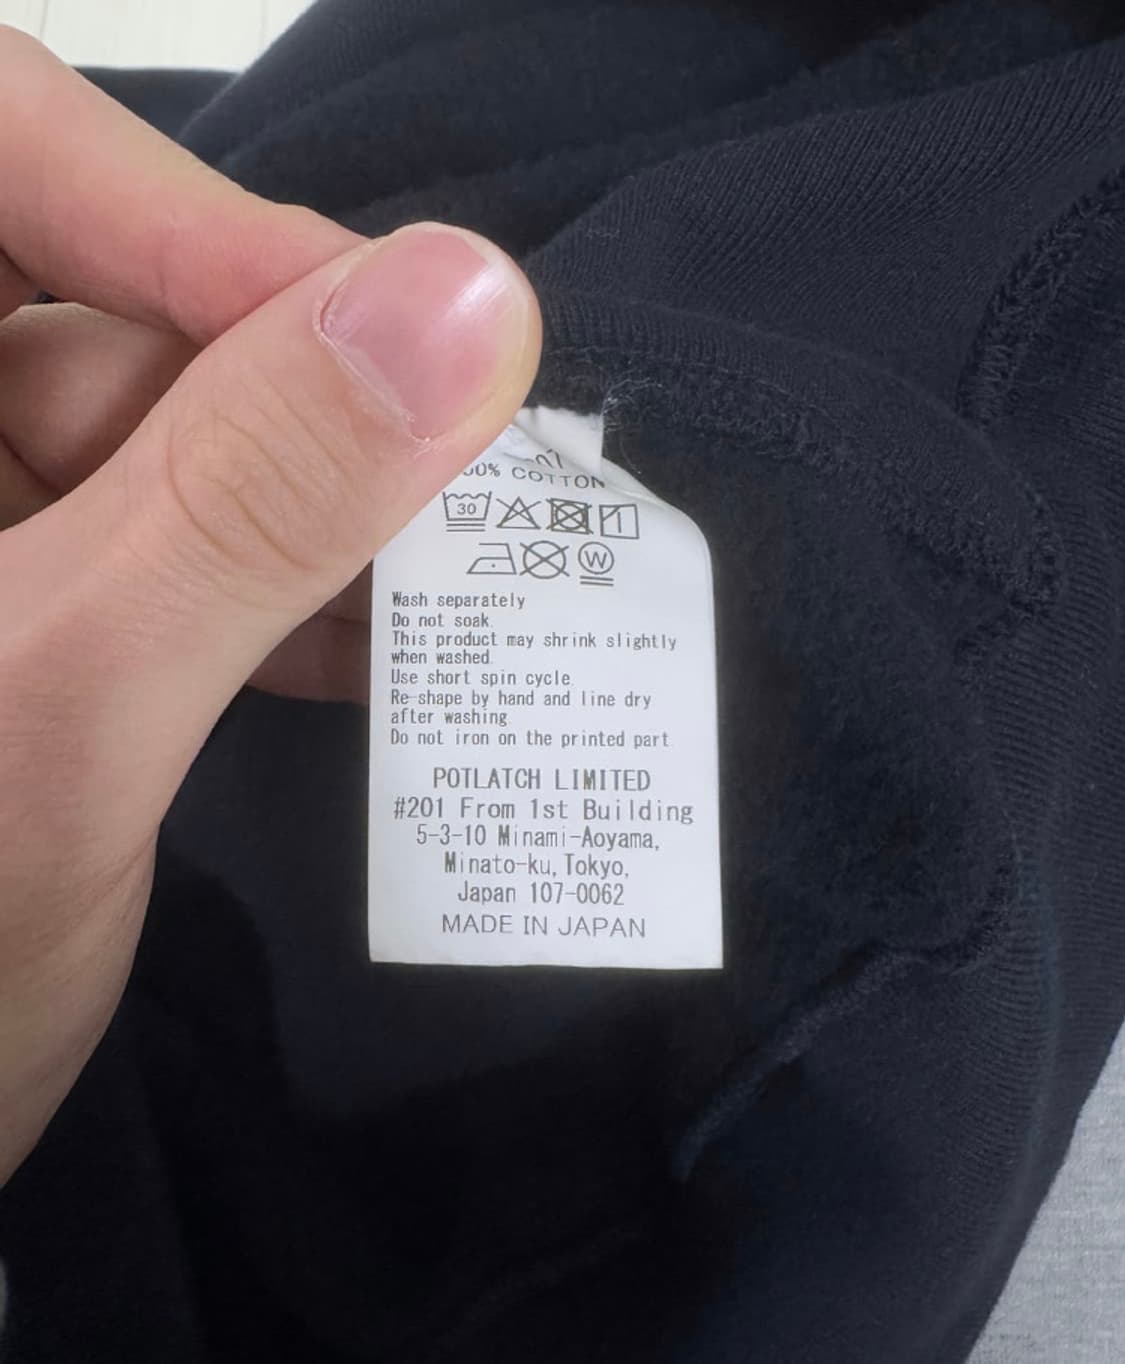 COTTON
30
W
Wash separately
Do not soak.
This product may shrink slightly
when washed.
Use short spin cycle.
Re-shape by hand and line dry
after washing.
Do not iron on the printed part.
POTLATCH LIMITED
#201 From 1st Building
5-3-10 Minami-Aoyama,
Minato-ku, Tokyo,
Japan 107-0062
MADE IN JAPAN